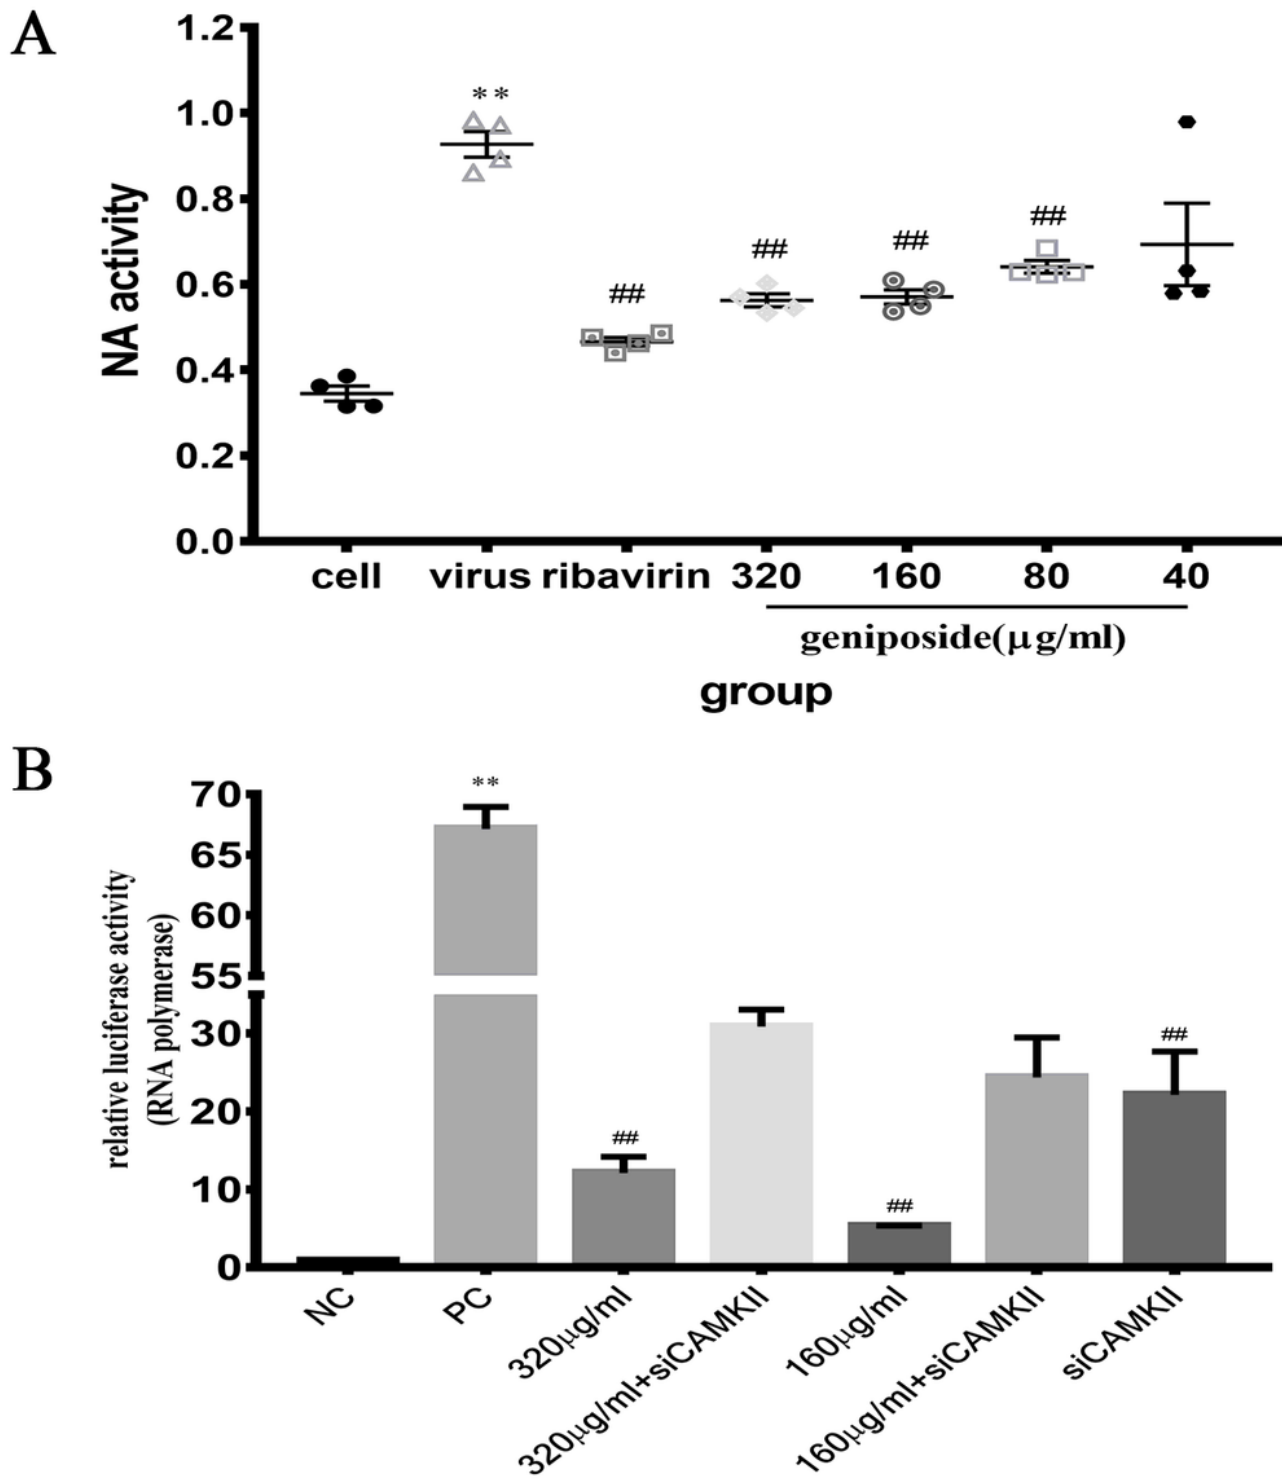 A
1.2
1.0
0.8
0.6
0.4
0.2
0.0
NA activity
**
##
##
##
##
cell virus ribavirin 320 160 80 40
geniposide(μg/ml)
group
B
70
65
60
55
30
20
10
0
relative luciferase activity
(RNA polymerase)
**
##
##
##
NC
PC
320μg/ml
320μg/ml+siCAMKII
160μg/ml
160μg/ml+siCAMKII
siCAMKII